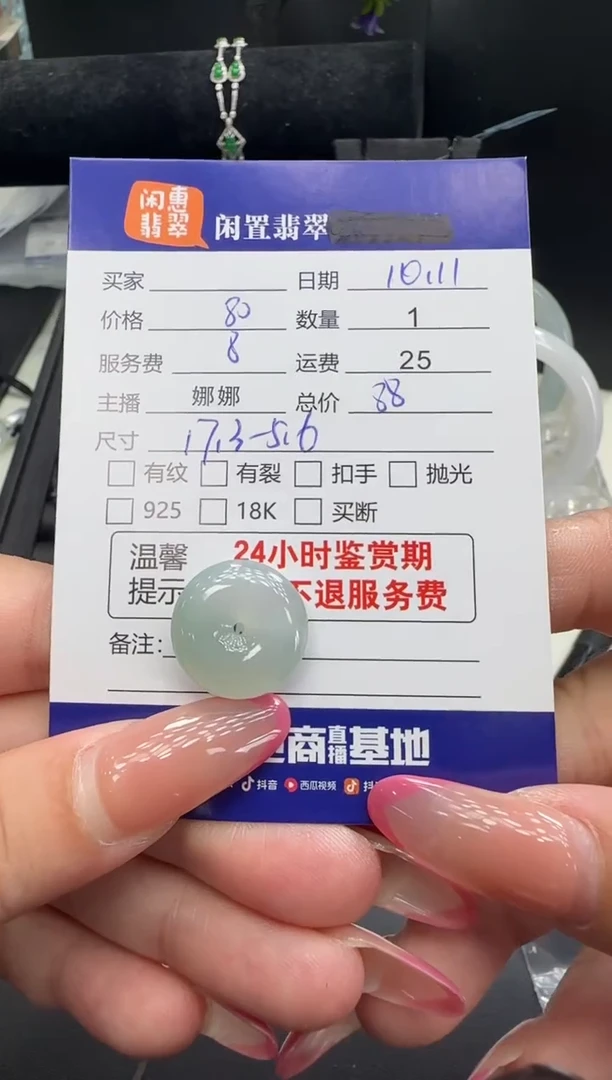 闲惠
翡翠
闲置翡翠
买家 日期 10.11
价格 80 数量 1
服务费 8 运费 25
主播 娜娜 总价 88
尺寸 17.3-5.6
有纹 有裂 扣手 抛光
925 18K 买断
温馨 24小时鉴赏期
提示 不退服务费
备注:
商直播基地
抖音 西瓜视频 抖